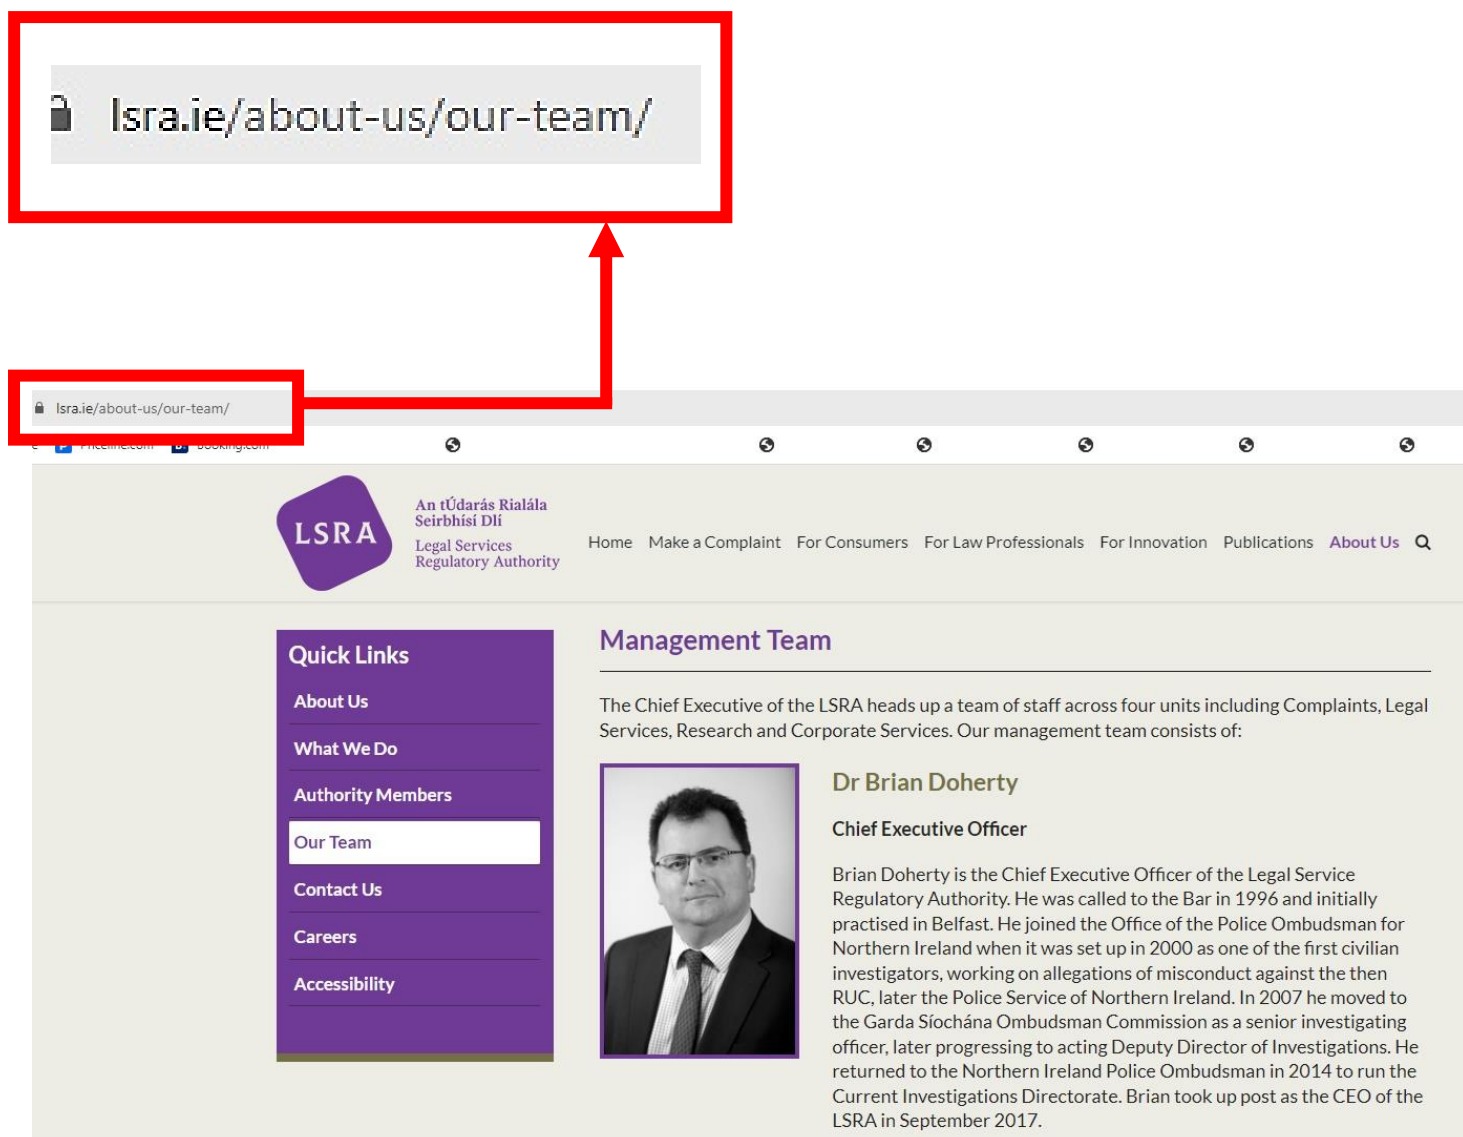 lsra.ie/about-us/our-team/
lsra.ie/about-us/our-team/
Priceline.com Booking.com
LSRA
An tÚdarás Rialála
Seirbhísí Dlí
Legal Services
Regulatory Authority
Home Make a Complaint For Consumers For Law Professionals For Innovation Publications About Us
Quick Links
About Us
What We Do
Authority Members
Our Team
Contact Us
Careers
Accessibility
Management Team
The Chief Executive of the LSRA heads up a team of staff across four units including Complaints, Legal
Services, Research and Corporate Services. Our management team consists of:
Dr Brian Doherty
Chief Executive Officer
Brian Doherty is the Chief Executive Officer of the Legal Service
Regulatory Authority. He was called to the Bar in 1996 and initially
practised in Belfast. He joined the Office of the Police Ombudsman for
Northern Ireland when it was set up in 2000 as one of the first civilian
investigators, working on allegations of misconduct against the then
RUC, later the Police Service of Northern Ireland. In 2007 he moved to
the Garda Síochána Ombudsman Commission as a senior investigating
officer, later progressing to acting Deputy Director of Investigations. He
returned to the Northern Ireland Police Ombudsman in 2014 to run the
Current Investigations Directorate. Brian took up post as the CEO of the
LSRA in September 2017.